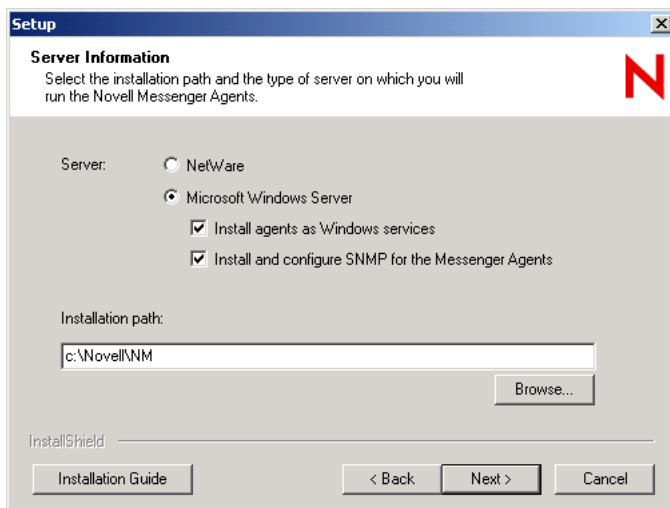 Setup
Server Information
Select the installation path and the type of server on which you will
run the Novell Messenger Agents.
N
Server:
NetWare
Microsoft Windows Server
Install agents as Windows services
Install and configure SNMP for the Messenger Agents
Installation path:
c:\Novell\NM
Browse...
InstallShield
Installation Guide
< Back
Next >
Cancel